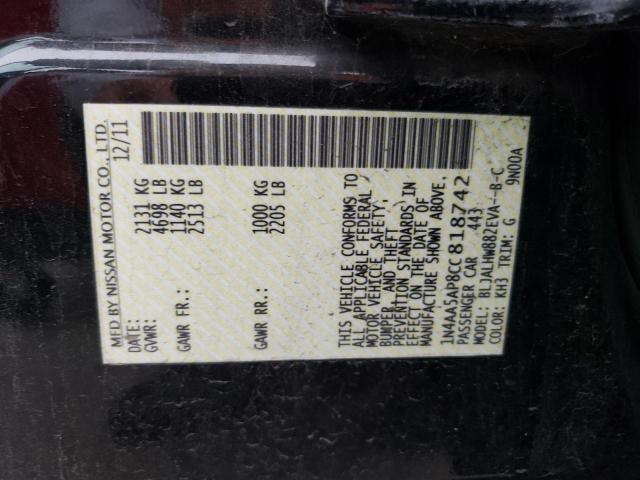 MFD BY NISSAN MOTOR CO., LTD.
DATE: 12/11
GVWR: 2131 KG
4698 LB
GAWR FR: 1140 KG
2513 LB
GAWR RR: 1000 KG
2205 LB
THIS VEHICLE CONFORMS TO
ALL APPLICABLE FEDERAL
MOTOR VEHICLE SAFETY,
BUMPER, AND THEFT
PREVENTION STANDARDS IN
EFFECT ON THE DATE OF
MANUFACTURE SHOWN ABOVE.
1N4AA5AP8CC 818742
PASSENGER CAR 443
MODEL: BLJALHW882EVA--B-C
COLOR: KH3 TRIM: G 9N00A